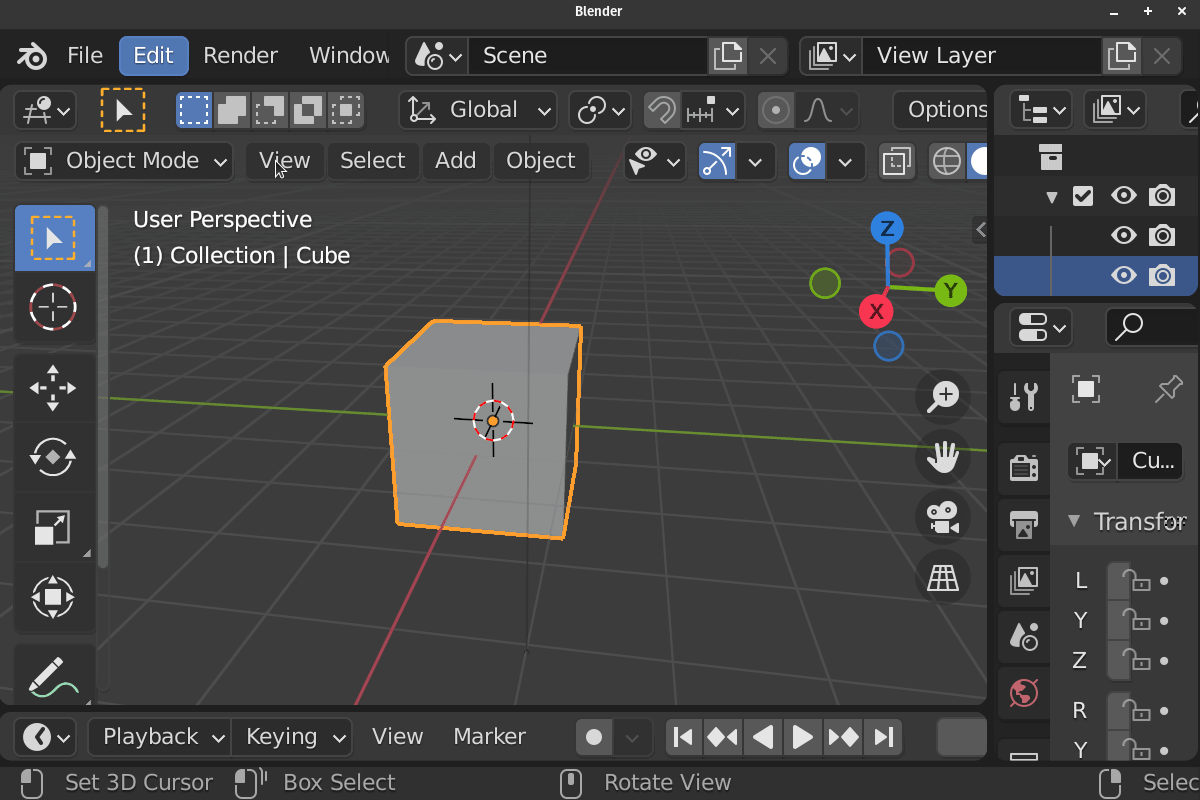 Blender
File Edit Render Window Scene View Layer
Global Options
Object Mode View Select Add Object
User Perspective
(1) Collection | Cube
Z
Y
X
Cu...
Transfor
L
Y
Z
R
Y
Playback Keying View Marker
Set 3D Cursor Box Select Rotate View Selec